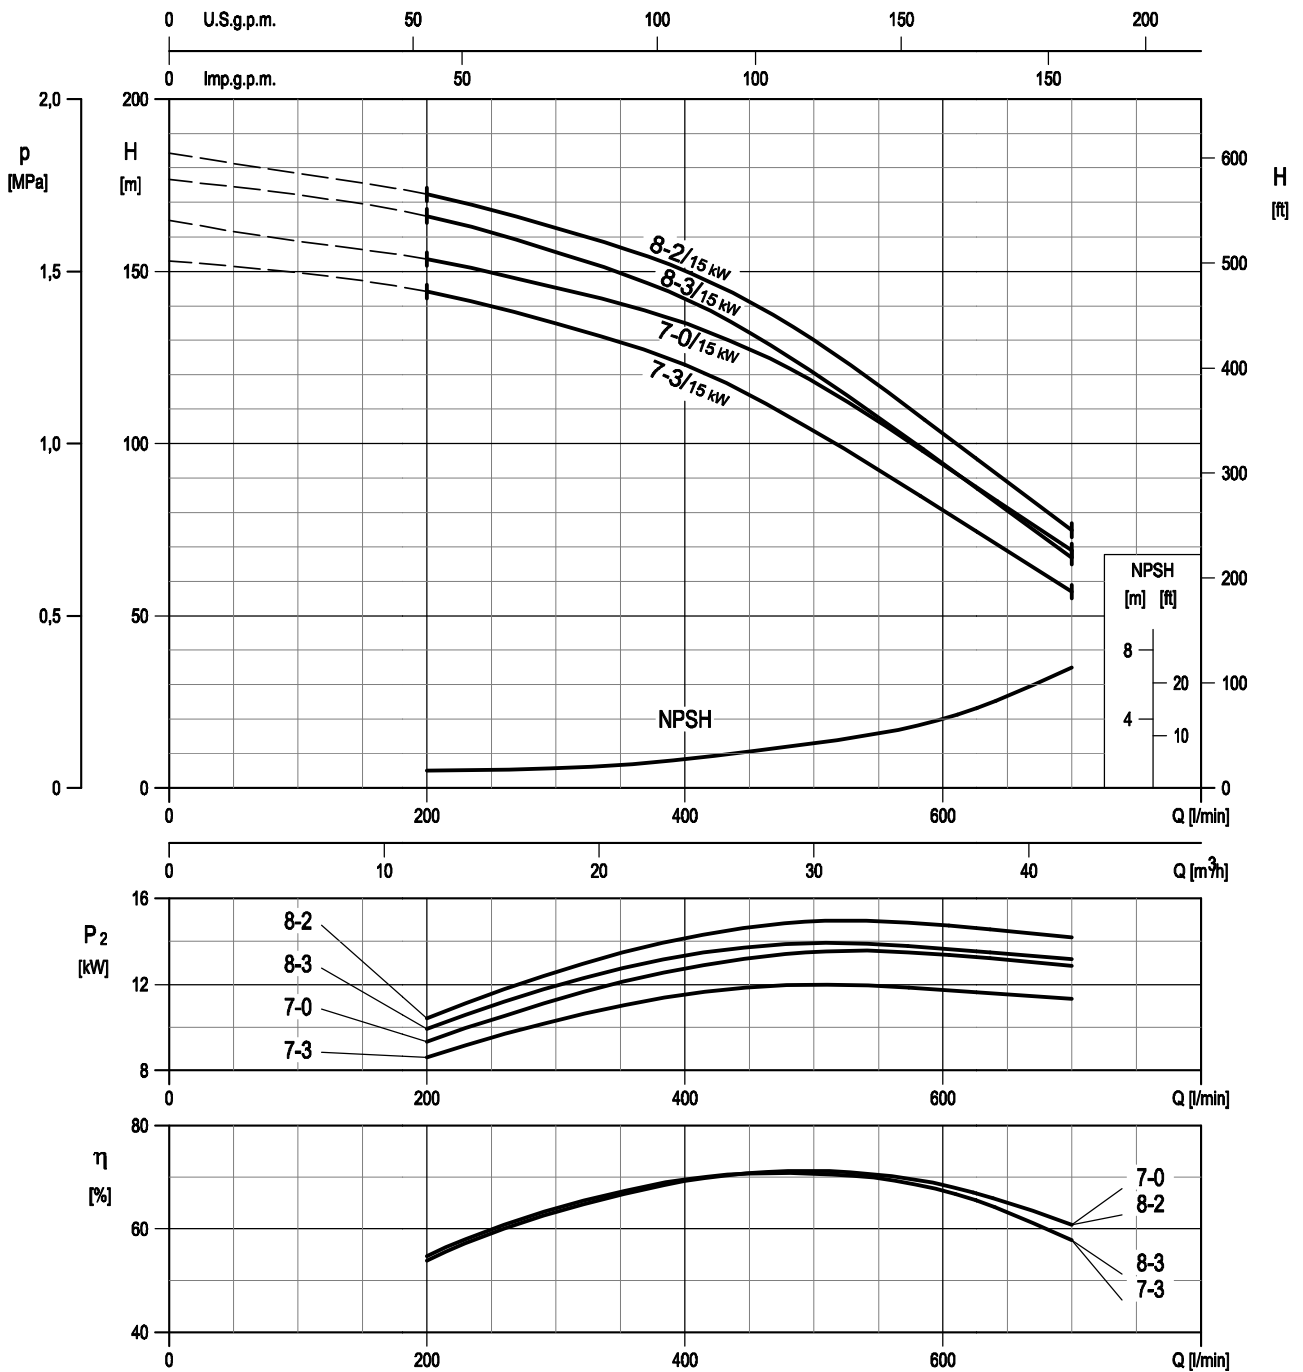 0 U.S.g.p.m. 50 100 150 200
0 Imp.g.p.m. 50 100 150
2,0 200
p H 600 H
[MPa] [m] [ft]
8-2/15 kW
1,5 150 500
8-3/15 kW
7-0/15 kW
7-3/15 kW
400
1,0 100
300
NPSH
200
[m] [ft]
0,5 50
8
20 100
NPSH 4
10
0 0 0
0 200 400 600 Q [l/min]
0 10 20 30 40 Q [m³/h]
16
8-2
P2
[kW] 8-3
12
7-0
7-3
8
0 200 400 600 Q [l/min]
80
η
[%] 7-0
8-2
60
8-3
7-3
40
0 200 400 600 Q [l/min]